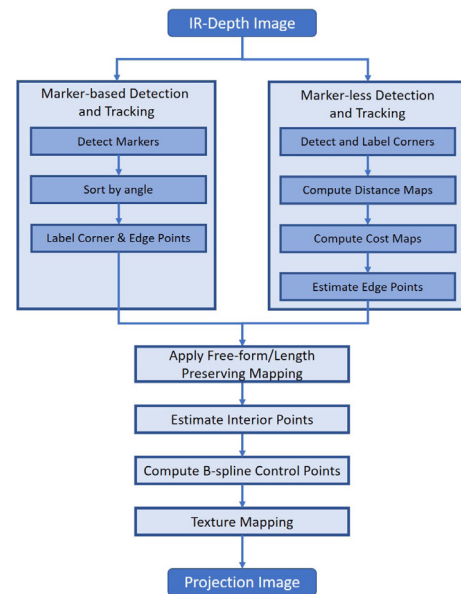 IR-Depth Image
Marker-based Detection
and Tracking
Detect Markers
Sort by angle
Label Corner & Edge Points
Marker-less Detection
and Tracking
Detect and Label Corners
Compute Distance Maps
Compute Cost Maps
Estimate Edge Points
Apply Free-form/Length
Preserving Mapping
Estimate Interior Points
Compute B-spline Control Points
Texture Mapping
Projection Image